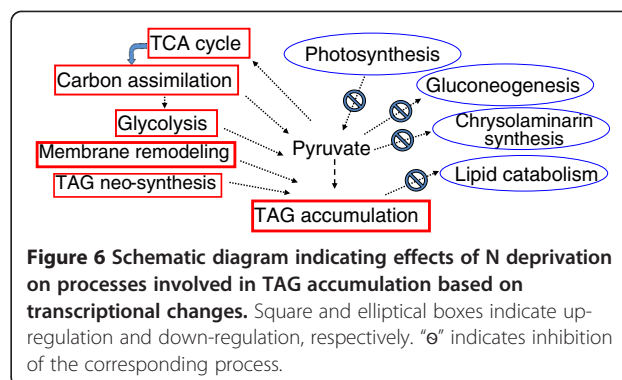 TCA cycle
Photosynthesis
Carbon assimilation
Gluconeogenesis
Glycolysis
Chrysolaminarin
synthesis
Membrane remodeling
Pyruvate
TAG neo-synthesis
Lipid catabolism
TAG accumulation
Figure 6 Schematic diagram indicating effects of N deprivation
on processes involved in TAG accumulation based on
transcriptional changes. Square and elliptical boxes indicate up-
regulation and down-regulation, respectively. "⦸" indicates inhibition
of the corresponding process.